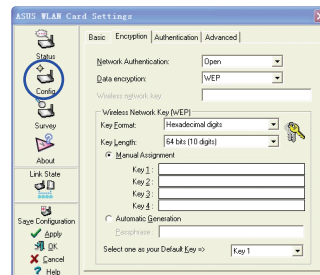 ASUS WLAN Card Settings
Status
Config
Survey
About
Link State
Save Configuration
Apply
OK
Cancel
Help
Basic Encryption Authentication Advanced
Network Authentication: Open
Data encryption: WEP
Wireless network key:
Wireless Network Key (WEP)
Key Format: Hexadecimal digits
Key Length: 64 bits (10 digits)
Manual Assignment
Key 1 :
Key 2 :
Key 3 :
Key 4 :
Automatic Generation
Passphrase :
Select one as your Default Key => Key 1